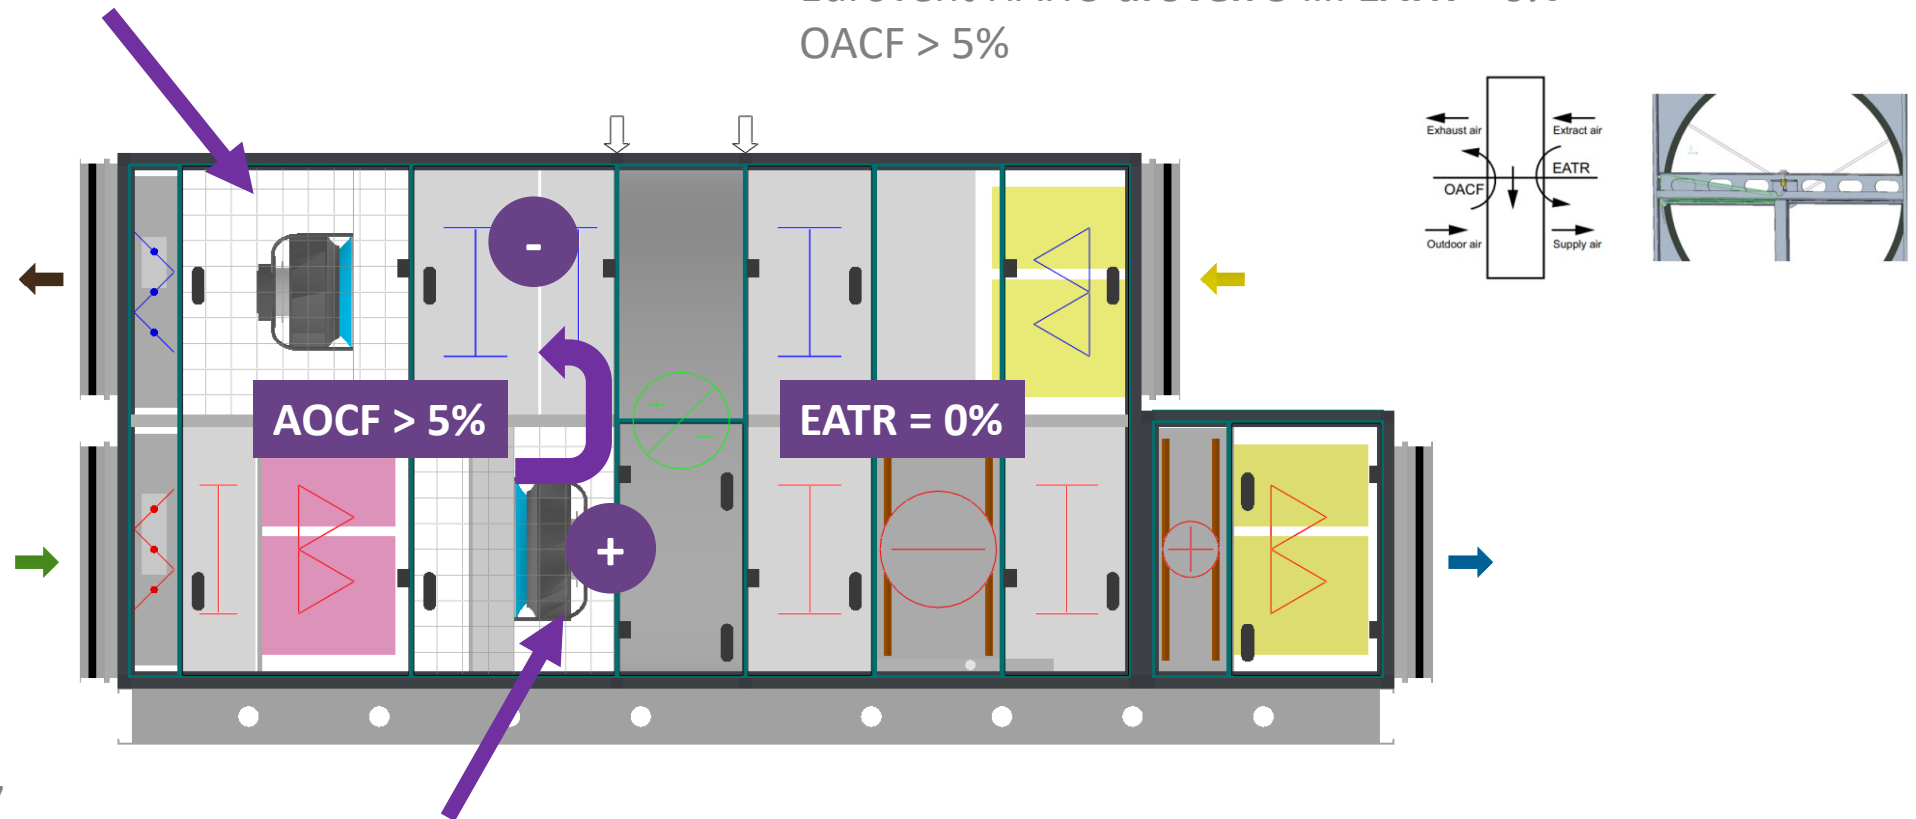 OACF > 5%
Exhaust air
Extract air
EATR
OACF
Outdoor air
Supply air
-
AOCF > 5%
EATR = 0%
+